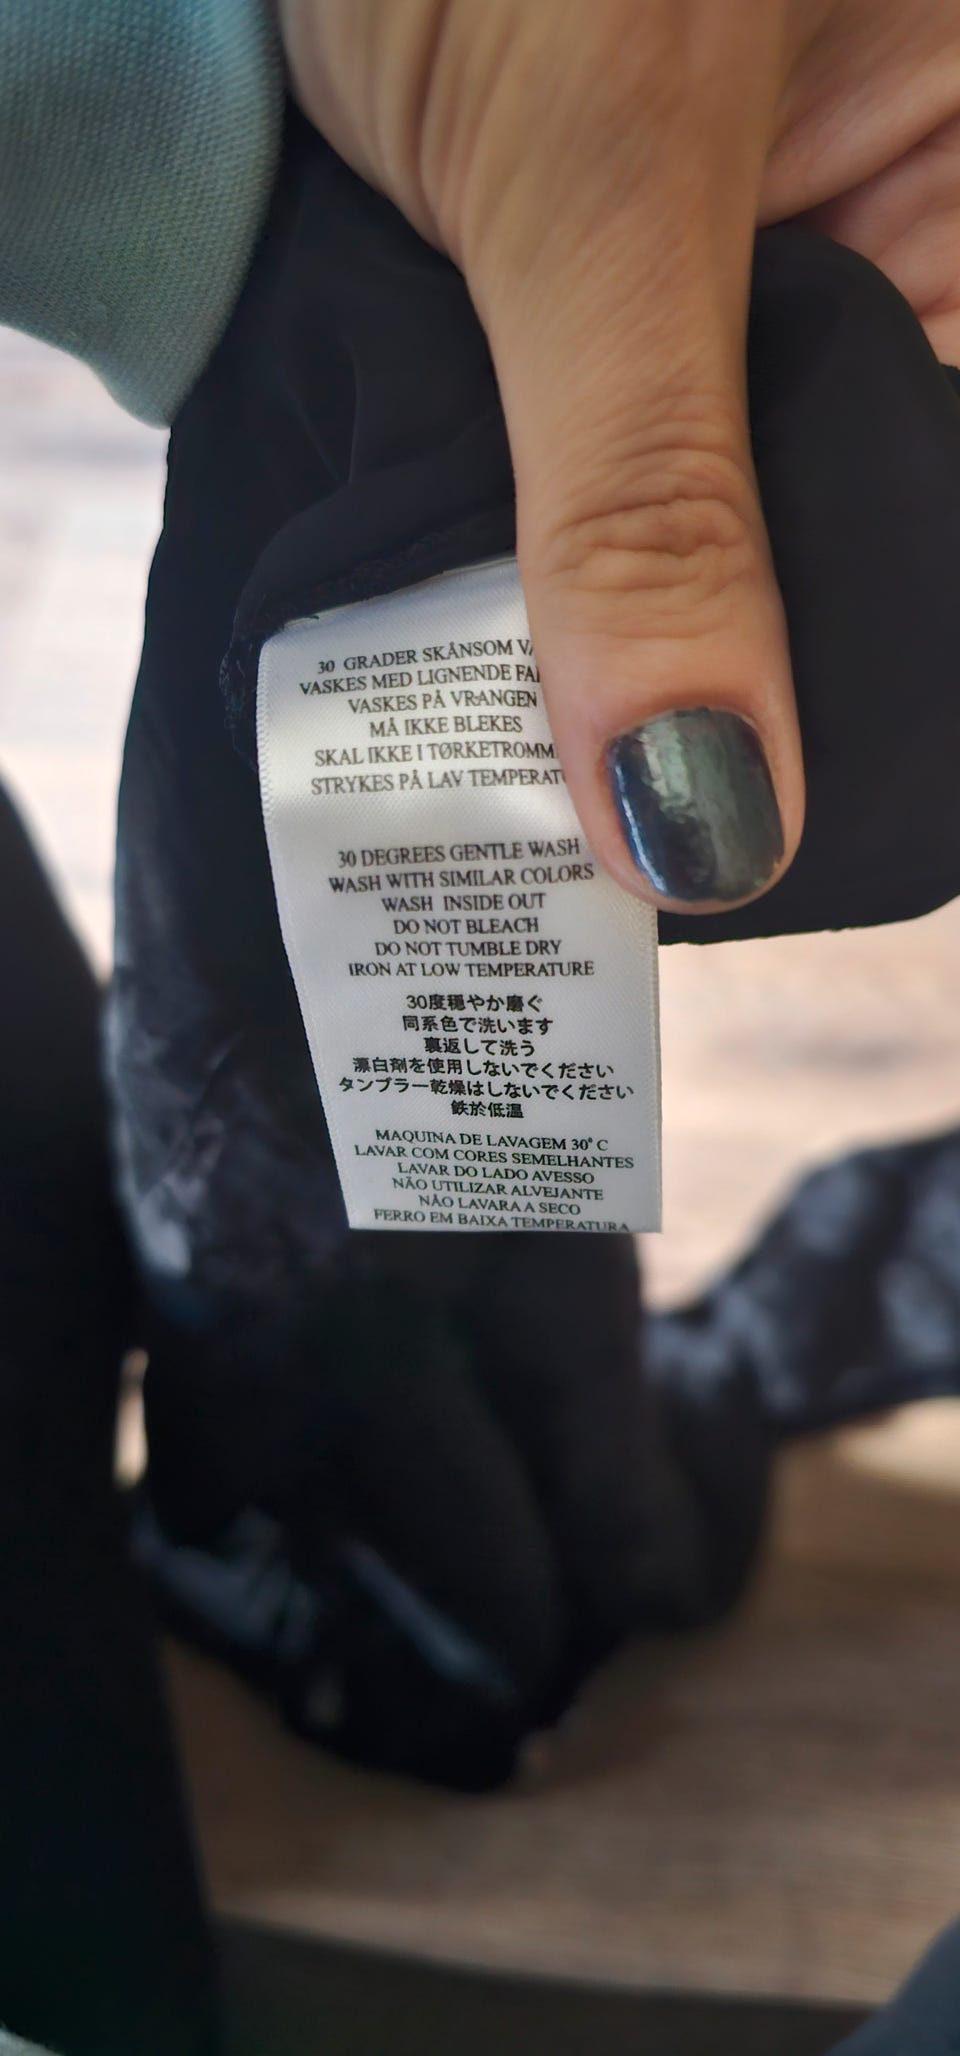 30 GRADER SKÅNSOM
VASKES MED LIGNENDE
VASKES PÅ VRANGEN
MÅ IKKE BLEKES
SKAL IKKE I
STRYKES PÅ LAV
30 DEGREES GENTLE WASH
WASH WITH SIMILAR COLORS
WASH INSIDE OUT
DO NOT BLEACH
DO NOT TUMBLE DRY
IRON AT LOW TEMPERATURE
30度穏やか磨ぐ
同系色で洗います
裏返して洗う
漂白剤を使用しないでください
タンブラー乾燥はしないでください
鉄於低温
MAQUINA DE LAVAGEM 30° C
LAVAR COM CORES SEMELHANTES
LAVAR DO LADO AVESSO
NÃO UTILIZAR ALVEJANTE
NÃO LAVARA A SECO
FERRO EM BAIXA TEMPERATURA